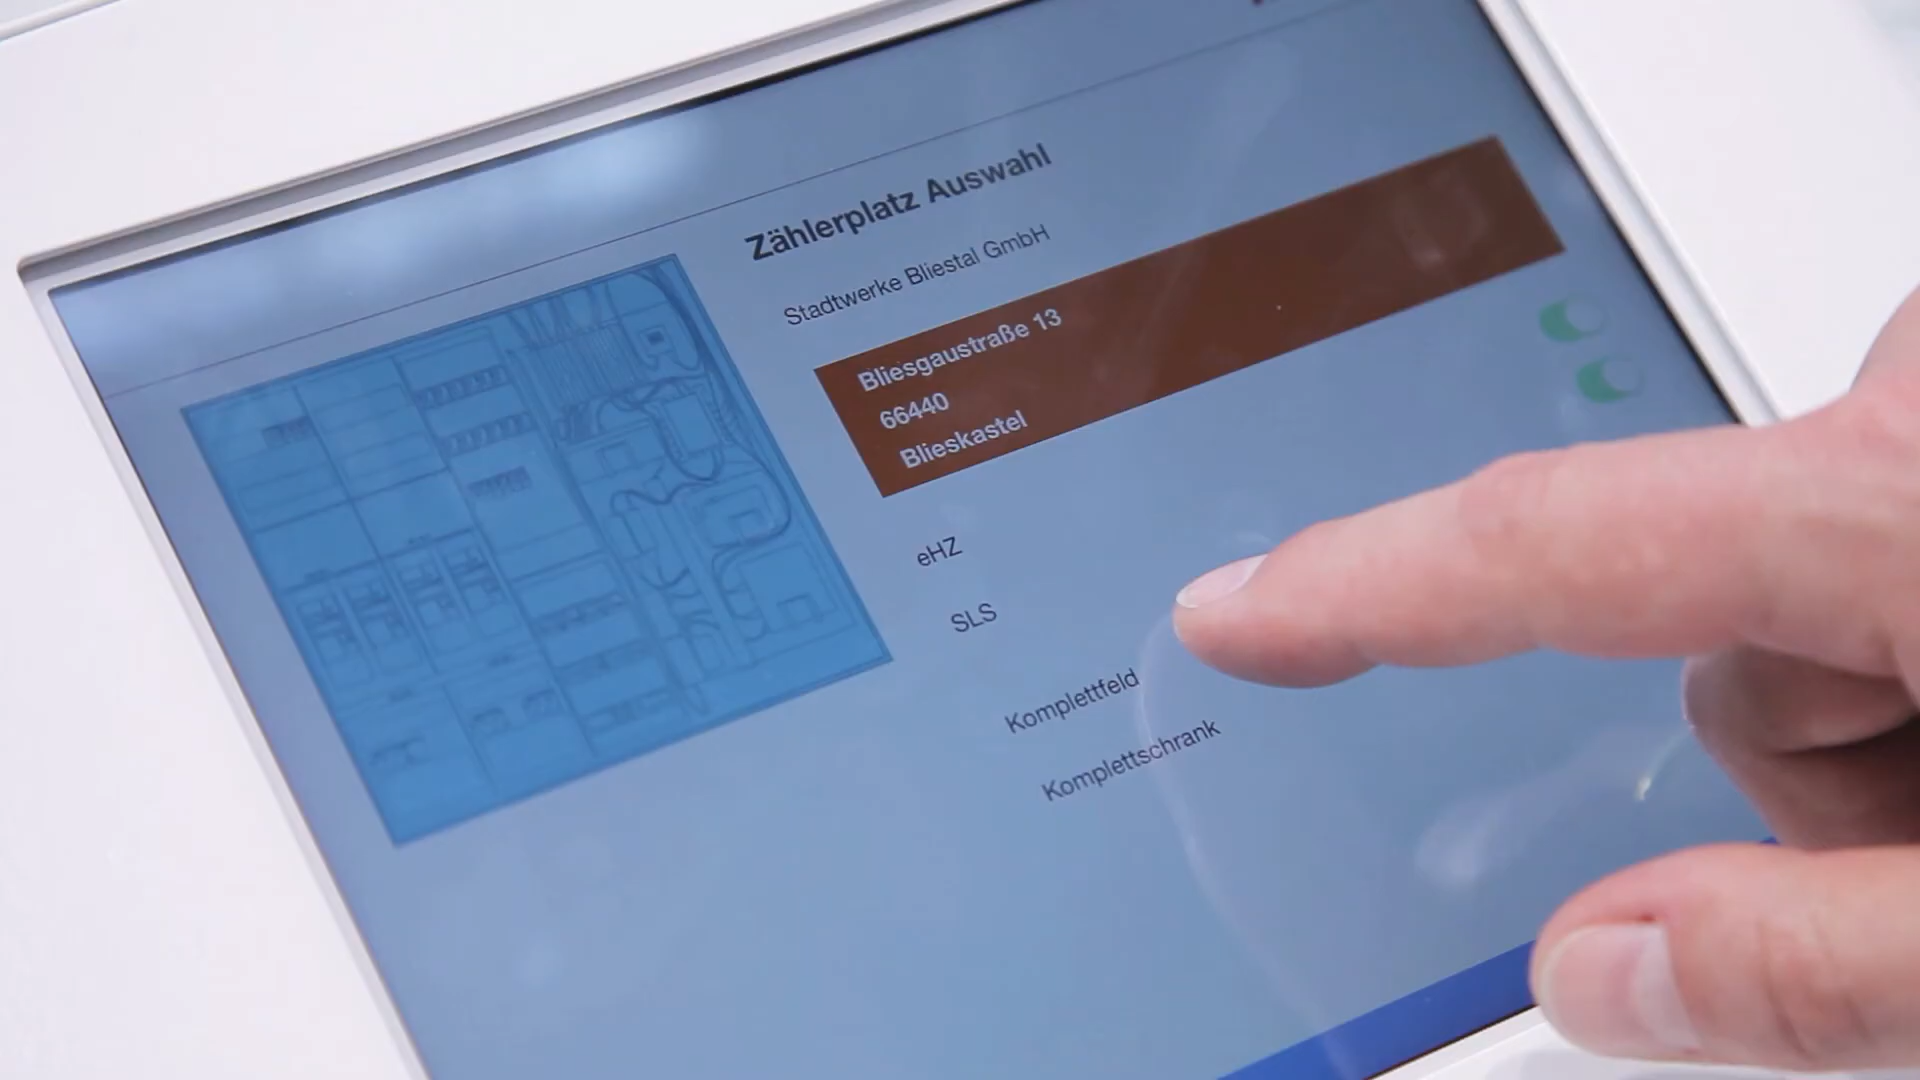 Zählerplatz Auswahl
Stadtwerke Bliestal GmbH
Bliesgaustraße 13
66440
Blieskastel
eHZ
SLS
Komplettfeld
Komplettschrank